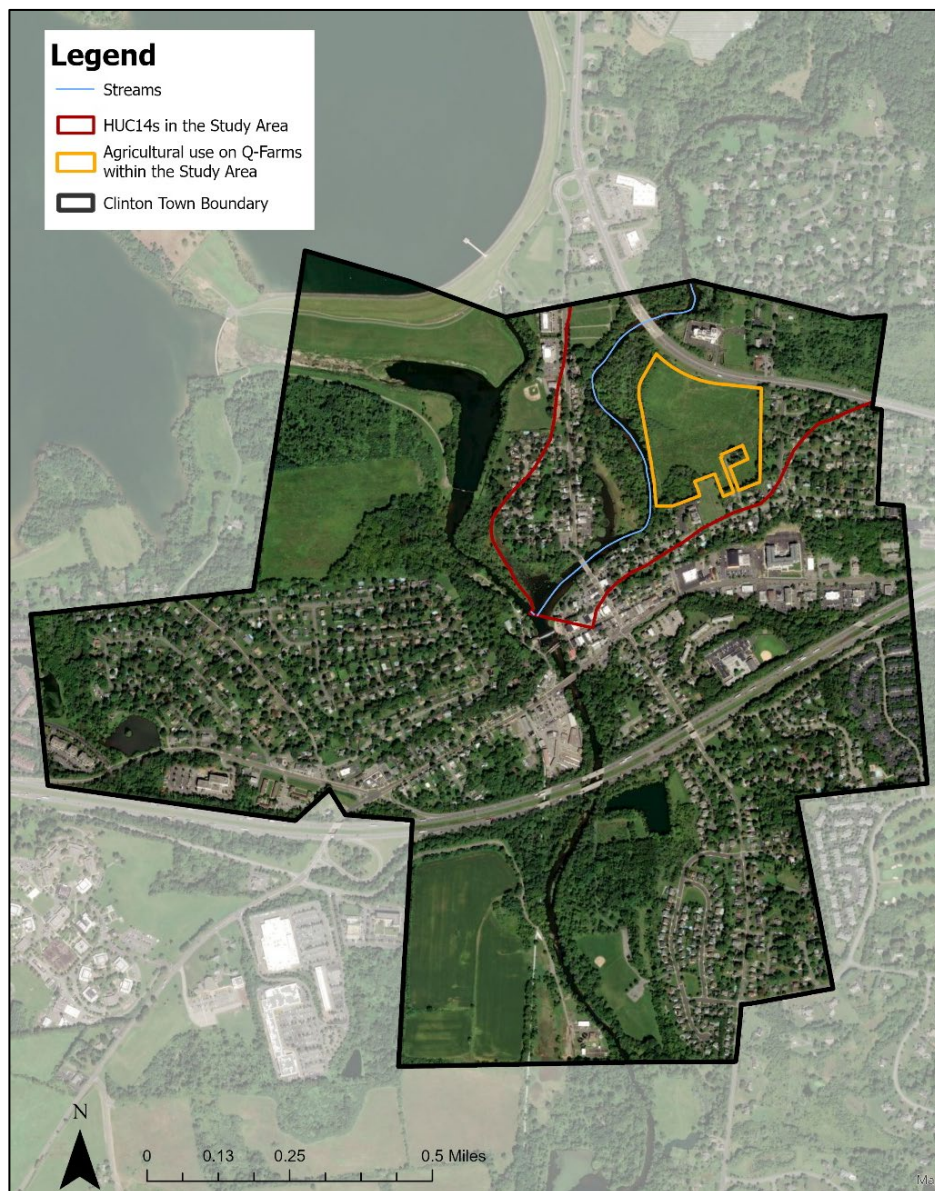 Legend
Streams
HUC14s in the Study Area
Agricultural use on Q-Farms
within the Study Area
Clinton Town Boundary
N
0 0.13 0.25 0.5 Miles
Ma